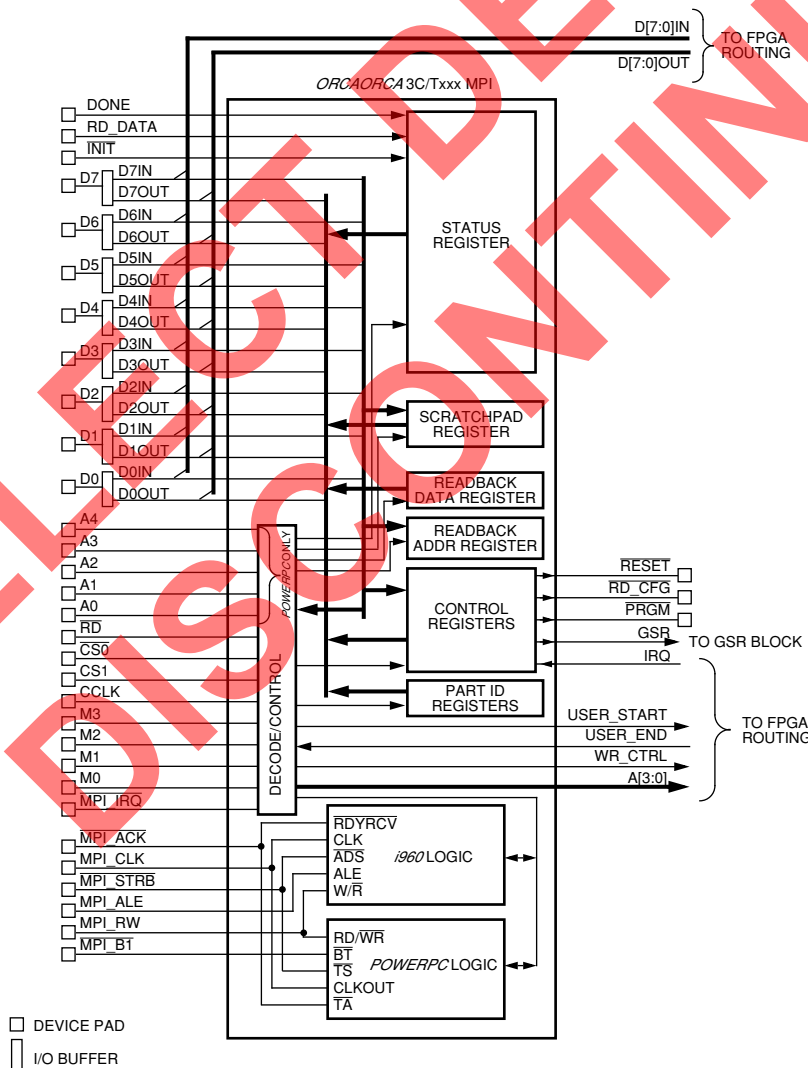 D[7:0]IN
D[7:0]OUT
TO FPGA
ROUTING
ORCAORCA 3C/Txxx MPI
DONE
RD_DATA
INIT
D7
D7IN
D7OUT
D6
D6IN
D6OUT
D5
D5IN
D5OUT
D4
D4IN
D4OUT
D3
D3IN
D3OUT
D2
D2IN
D2OUT
D1
D1IN
D1OUT
D0
D0IN
D0OUT
STATUS
REGISTER
SCRATCHPAD
REGISTER
READBACK
DATA REGISTER
READBACK
ADDR REGISTER
CONTROL
REGISTERS
PART ID
REGISTERS
A4
A3
A2
A1
A0
RD
CS0
CS1
CCLK
M3
M2
M1
M0
MPI_IRQ
POWERPC ONLY
DECODE/CONTROL
RESET
RD_CFG
PRGM
GSR
TO GSR BLOCK
IRQ
USER_START
USER_END
WR_CTRL
A[3:0]
TO FPGA
ROUTING
MPI_ACK
MPI_CLK
MPI_STRB
MPI_ALE
MPI_RW
MPI_B1
RDYRCV
CLK
ADS
ALE
W/R
i960 LOGIC
RD/WR
BT
TS
CLKOUT
TA
POWERPC LOGIC
DEVICE PAD
I/O BUFFER
DISCONTIN